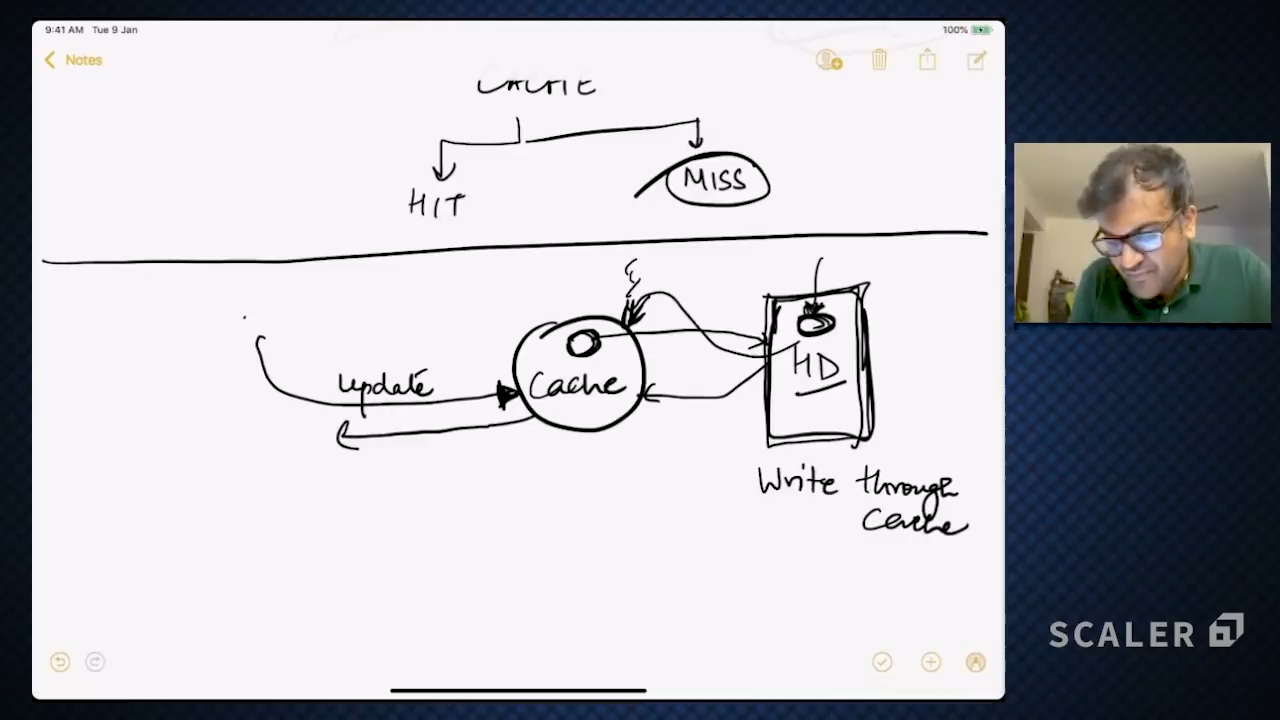 9:41 AM Tue 9 Jan
100%
Notes
CACHE
HIT
MISS
update
Cache
HD
Write through
Cache
SCALER